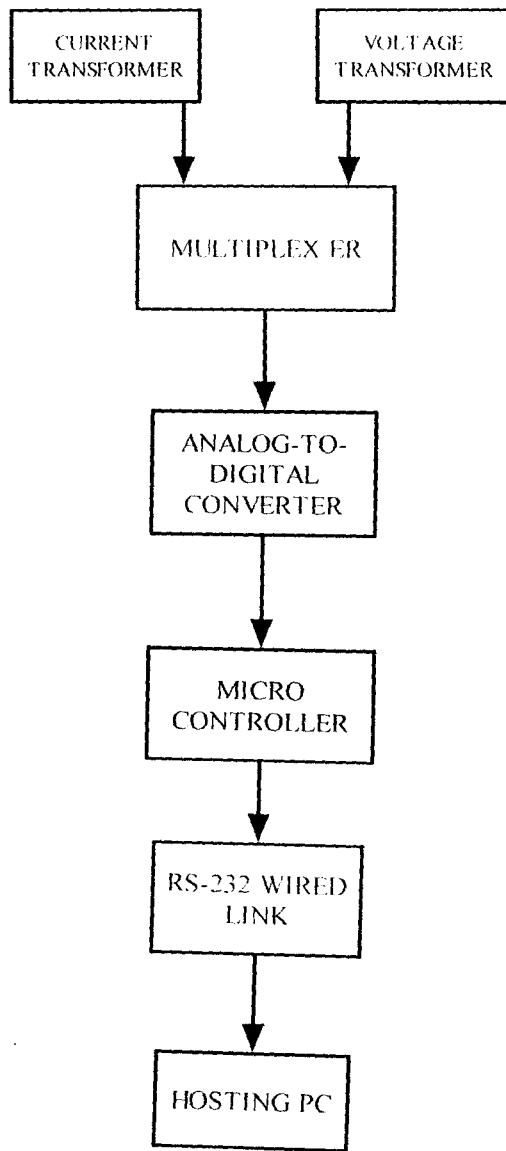 CURRENT
TRANSFORMER
VOLTAGE
TRANSFORMER
MULTIPLEX ER
ANALOG-TO-
DIGITAL
CONVERTER
MICRO
CONTROLLER
RS-232 WIRED
LINK
HOSTING PC